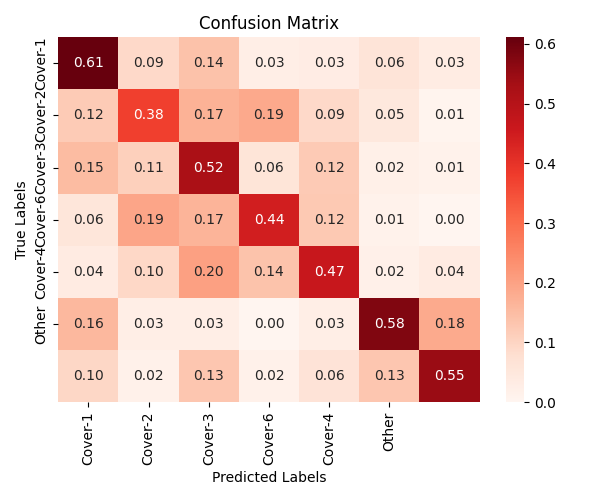 Confusion Matrix
True Labels
Cover-1 0.61 0.09 0.14 0.03 0.03 0.06 0.03
Cover-2 0.12 0.38 0.17 0.19 0.09 0.05 0.01
Cover-3 0.15 0.11 0.52 0.06 0.12 0.02 0.01
Cover-6 0.06 0.19 0.17 0.44 0.12 0.01 0.00
Cover-4 0.04 0.10 0.20 0.14 0.47 0.02 0.04
Other 0.16 0.03 0.03 0.00 0.03 0.58 0.18
0.10 0.02 0.13 0.02 0.06 0.13 0.55
Cover-1 Cover-2 Cover-3 Cover-6 Cover-4 Other
Predicted Labels
0.6
0.5
0.4
0.3
0.2
0.1
0.0